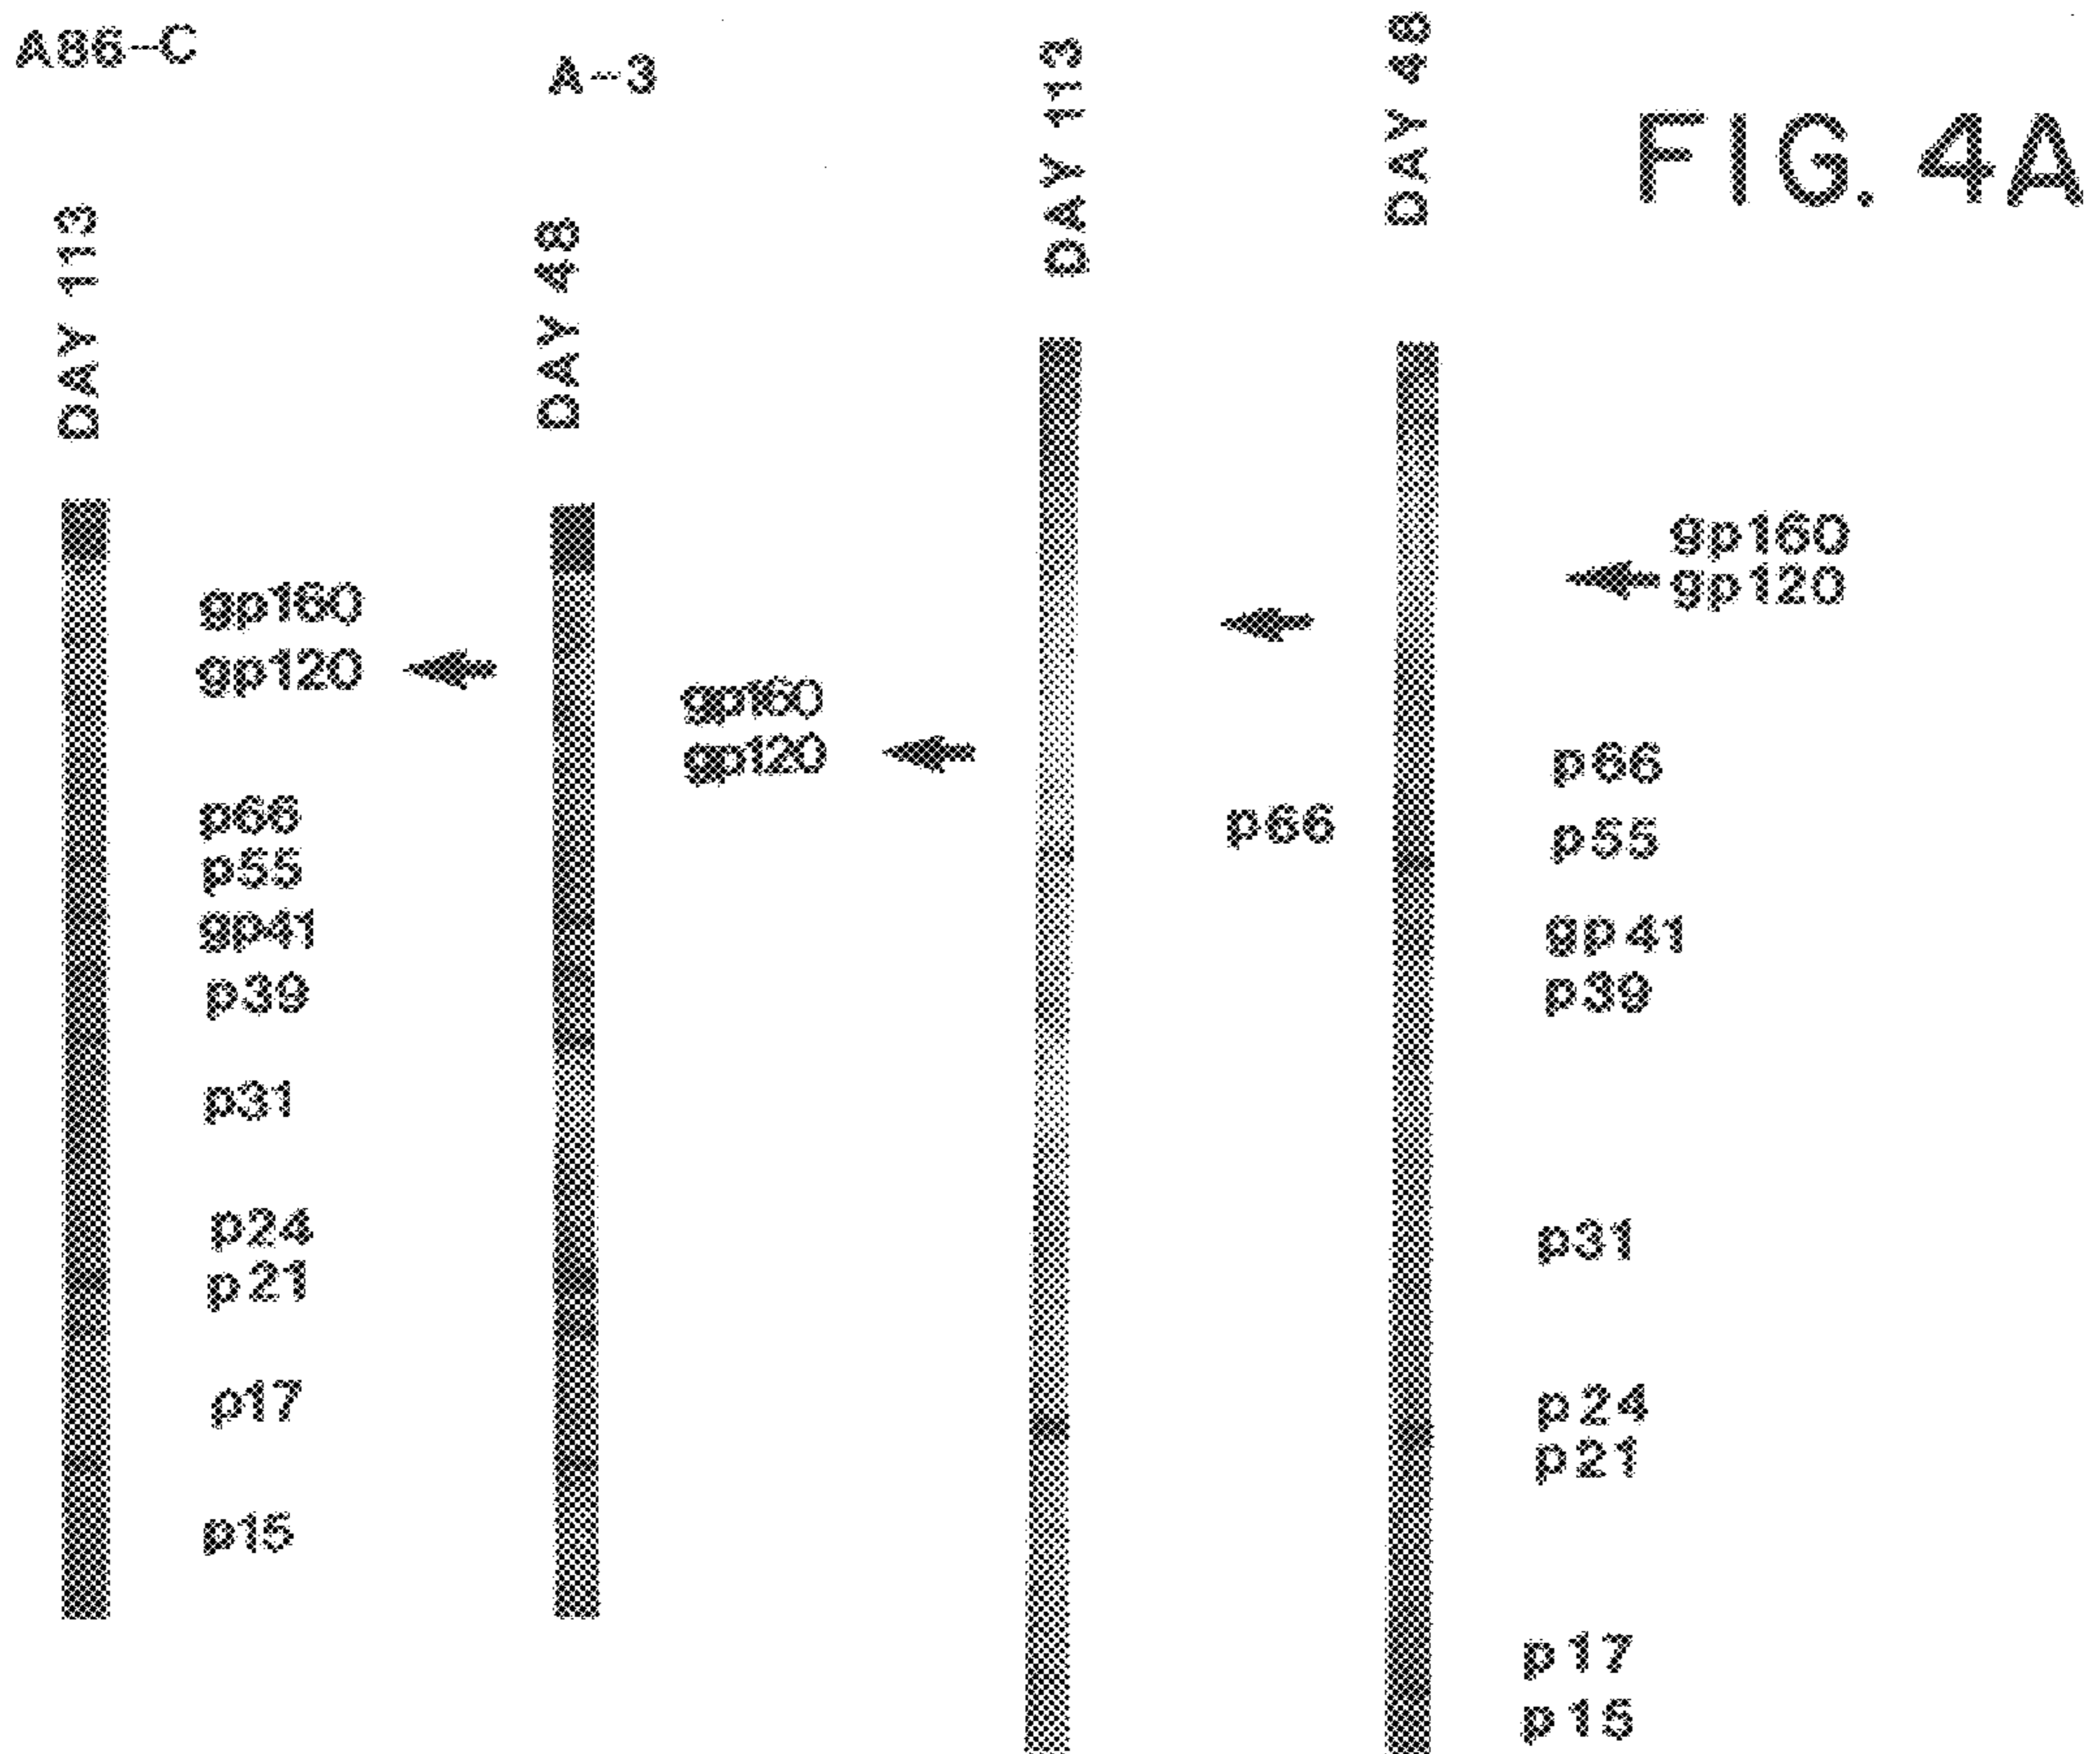 A86-C
A-3
DAY 113
DAY 48
DAY 113
DAY 48
FIG. 4A
gp160
gp120
p66
p55
gp41
p39
p31
p24
p21
p17
p15
gp160
gp120
p66
gp160
gp120
p66
p55
gp41
p39
p31
p24
p21
p17
p15